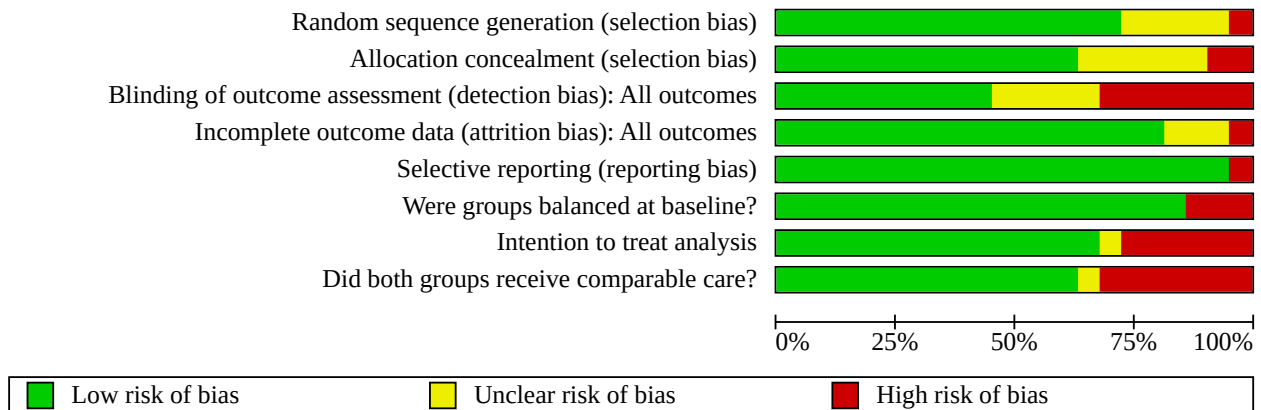 Random sequence generation (selection bias)
Allocation concealment (selection bias)
Blinding of outcome assessment (detection bias): All outcomes
Incomplete outcome data (attrition bias): All outcomes
Selective reporting (reporting bias)
Were groups balanced at baseline?
Intention to treat analysis
Did both groups receive comparable care?
0% 25% 50% 75% 100%
Low risk of bias Unclear risk of bias High risk of bias